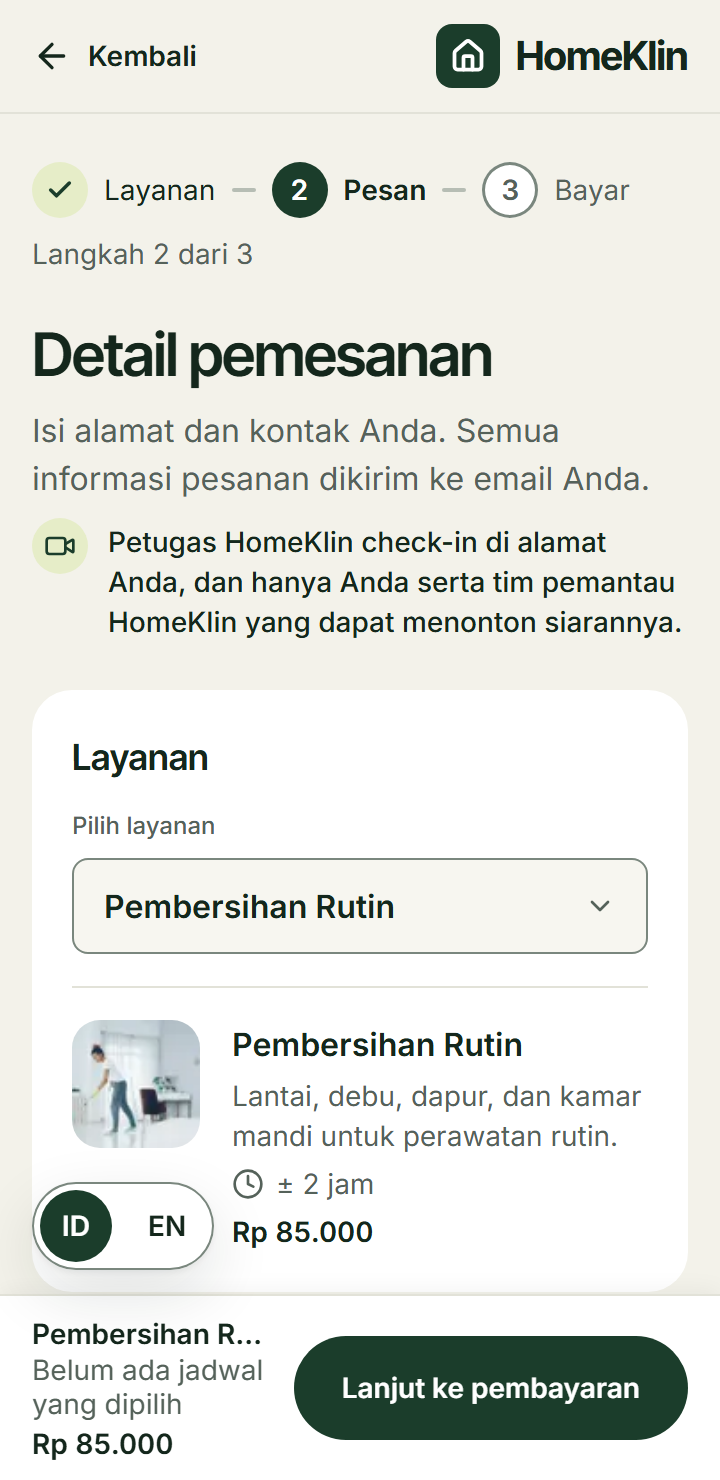 Kembali
HomeKlin
Layanan
2
Pesan
3
Bayar
Langkah 2 dari 3
Detail pemesanan
Isi alamat dan kontak Anda. Semua
informasi pesanan dikirim ke email Anda.
Petugas HomeKlin check-in di alamat
Anda, dan hanya Anda serta tim pemantau
HomeKlin yang dapat menonton siarannya.
Layanan
Pilih layanan
Pembersihan Rutin
Pembersihan Rutin
Lantai, debu, dapur, dan kamar
mandi untuk perawatan rutin.
± 2 jam
Rp 85.000
ID
EN
Pembersihan R...
Belum ada jadwal
yang dipilih
Rp 85.000
Lanjut ke pembayaran